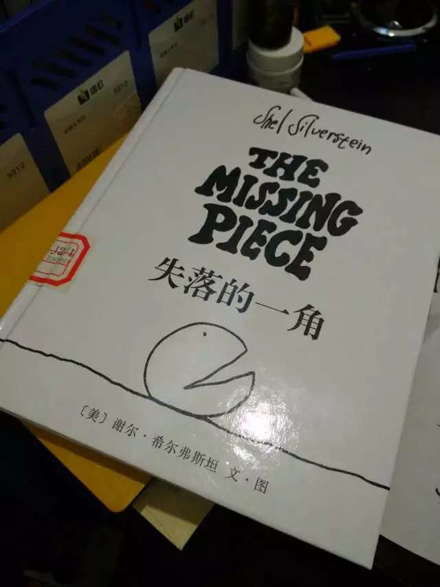 Shel Silverstein
THE
MISSING
PIECE
失落的一角
[美] 谢尔·希尔弗斯坦 文·图